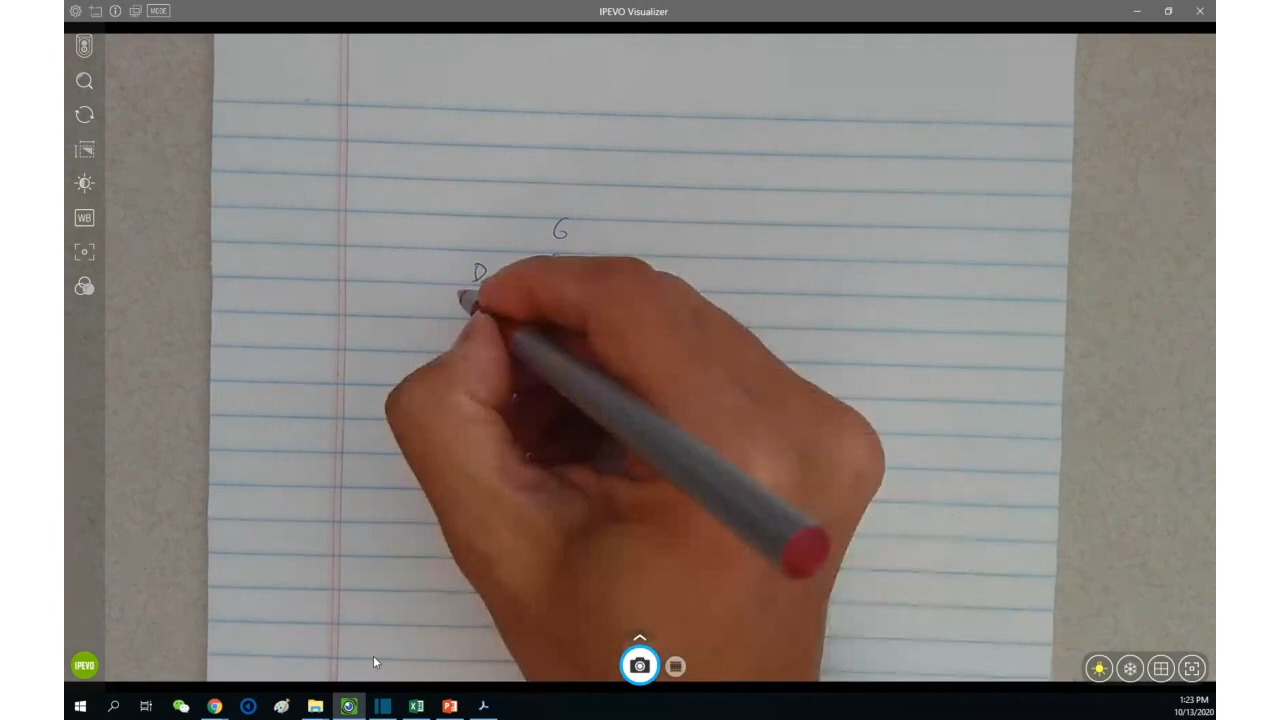 IPEVO Visualizer
MODE
WB
G
D
IPEVO
1:23 PM
10/13/2020